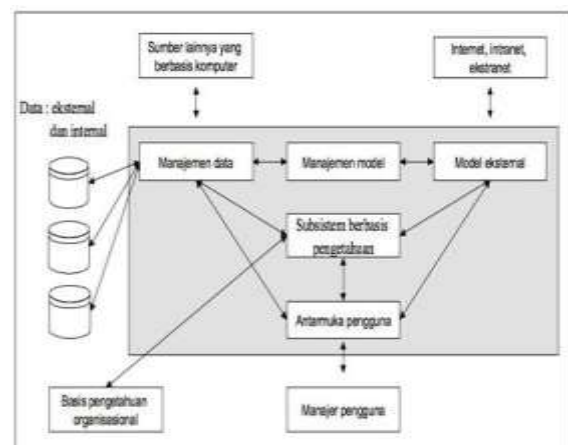 Sumber lainnya yang
berbasis komputer
Internet, intranet,
ekstranet
Data : eksternal
dan internal
Manajemen data
Manajemen model
Model eksternal
Subsistem berbasis
pengetahuan
Antarmuka pengguna
Basis pengetahuan
organisasional
Manajer pengguna